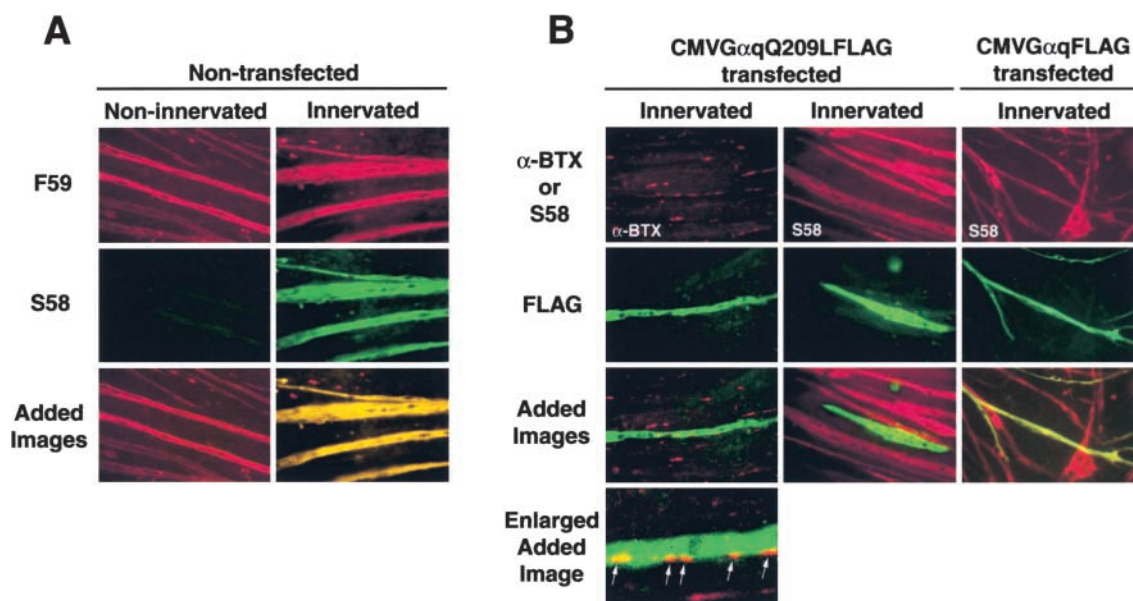 A
Non-transfected
Non-innervated Innervated
F59
S58
Added
Images
B
CMVGαqQ209LFLAG
transfected
CMVGαqFLAG
transfected
Innervated Innervated Innervated
α-BTX
or
S58
α-BTX
S58
S58
FLAG
Added
Images
Enlarged
Added
Image